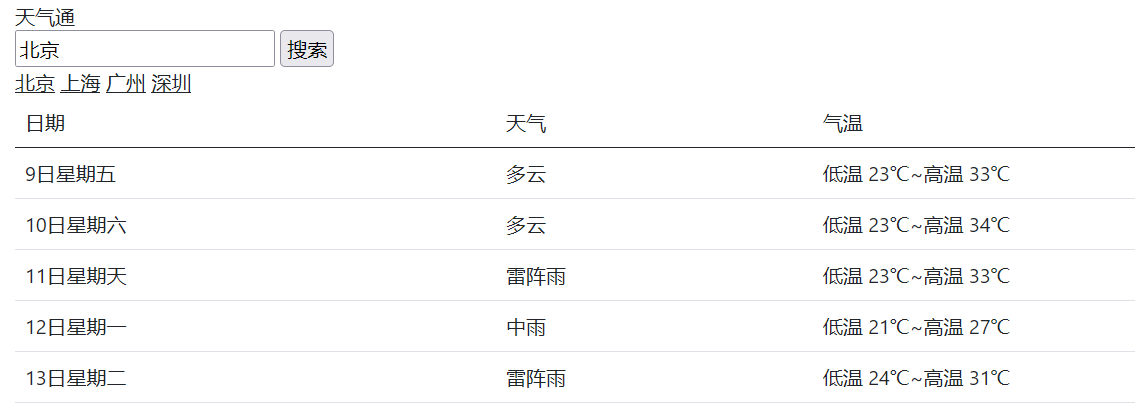 天气通
北京 搜索
北京 上海 广州 深圳
日期 天气 气温
9日星期五 多云 低温 23℃~高温 33℃
10日星期六 多云 低温 23℃~高温 34℃
11日星期天 雷阵雨 低温 23℃~高温 33℃
12日星期一 中雨 低温 21℃~高温 27℃
13日星期二 雷阵雨 低温 24℃~高温 31℃